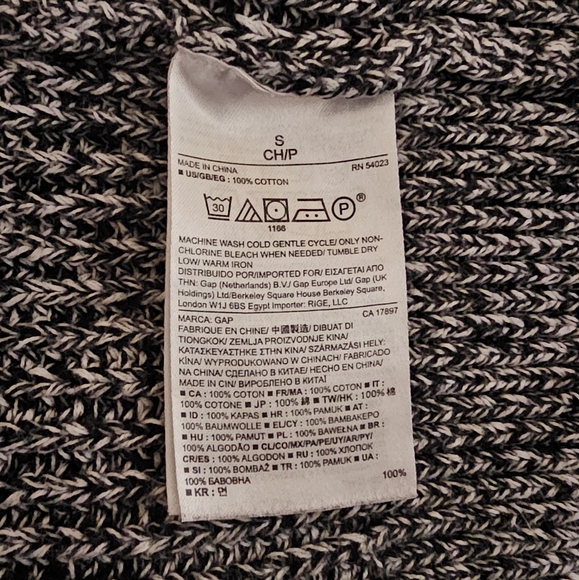 S
CH/P
MADE IN CHINA RN 54023
■ US/GB/EG : 100% COTTON
30 P ®
1166
MACHINE WASH COLD GENTLE CYCLE/ ONLY NON-
CHLORINE BLEACH WHEN NEEDED/ TUMBLE DRY
LOW/ WARM IRON
DISTRIBUIDO POR/IMPORTED FOR/ ΕΙΣΑΓΕΤΑΙ ΑΠΟ
ΤΗΝ: Gap (Netherlands) B.V./ Gap Europe Ltd/ Gap (UK
Holdings) Ltd/Berkeley Square House Berkeley Square,
London W1J 6BS Egypt Importer: RiGE, LLC
MARCA: GAP CA 17897
FABRIQUE EN CHINE/ 中國製造/ DIBUAT DI
TIONGKOK/ ZEMLJA PROIZVODNJE KINA/
ΚΑΤΑΣΚΕΥΑΣΤΗΚΕ ΣΤΗΝ ΚΙΝΑ/ SZÁRMAZÁSI HELY:
KÍNA/ WYPRODUKOWANO W CHINACH/ FABRICADO
NA CHINA/ СДЕЛАНО В КИТАЕ/ HECHO EN CHINA/
MADE IN CIN/ ВИРОБЛЕНО В КИТАЇ
■ CA : 100% COTON ■ FR/MA : 100% COTON ■ IT :
100% COTONE ■ JP : 100% 綿 ■ TW/HK : 100% 棉
■ ID : 100% KAPAS ■ HR : 100% PAMUK ■ AT :
100% BAUMWOLLE ■ EL/CY : 100% ΒΑΜΒΑΚΕΡΟ
■ HU : 100% PAMUT ■ PL : 100% BAWEŁNA ■ BR :
100% ALGODÃO ■ CL/CO/MX/PA/PE/UY/AR/PY/
CR/ES : 100% ALGODON ■ RU : 100% ХЛОПОК
■ SI : 100% BOMBAŽ ■ TR : 100% PAMUK ■ UA :
100% БАВОВНА 100%
■ KR : 면